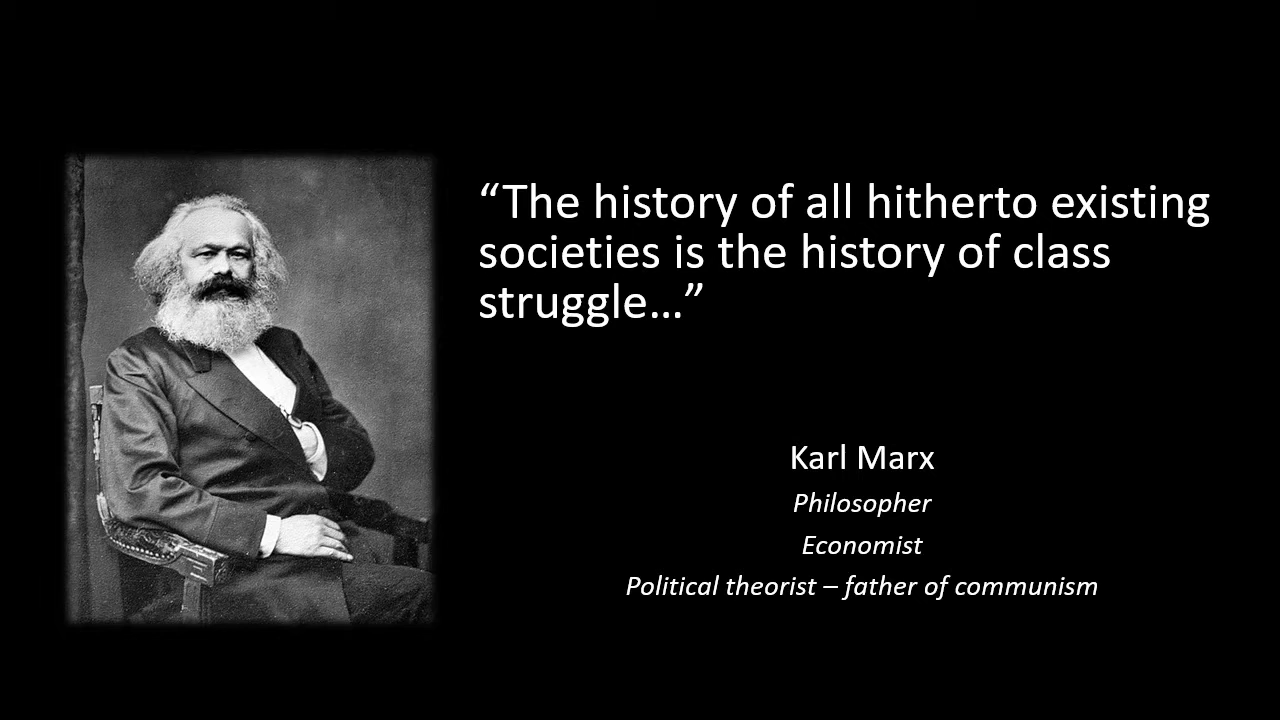 “The history of all hitherto existing
societies is the history of class
struggle…”
Karl Marx
Philosopher
Economist
Political theorist – father of communism